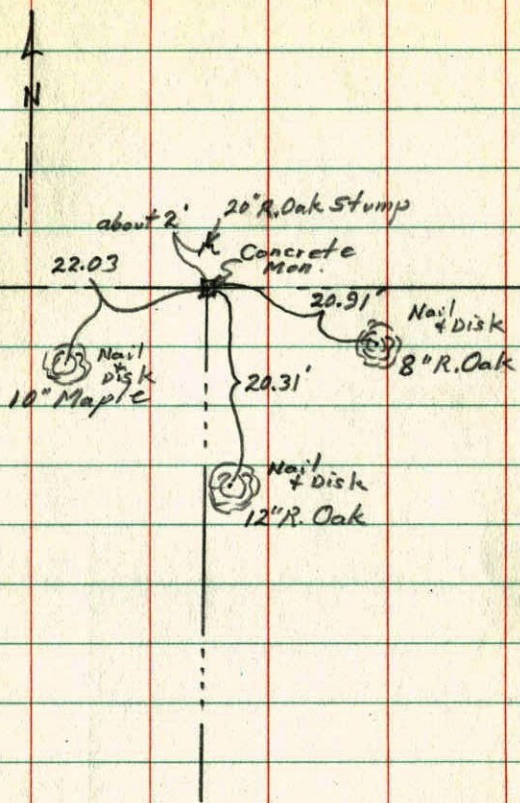 N
20" R. Oak Stump
about 2'
Concrete
Mon.
22.03
20.91'
Nail
& Disk
8" R. Oak
Nail
&
Disk
10" Maple
20.31'
Nail
& Disk
12" R. Oak